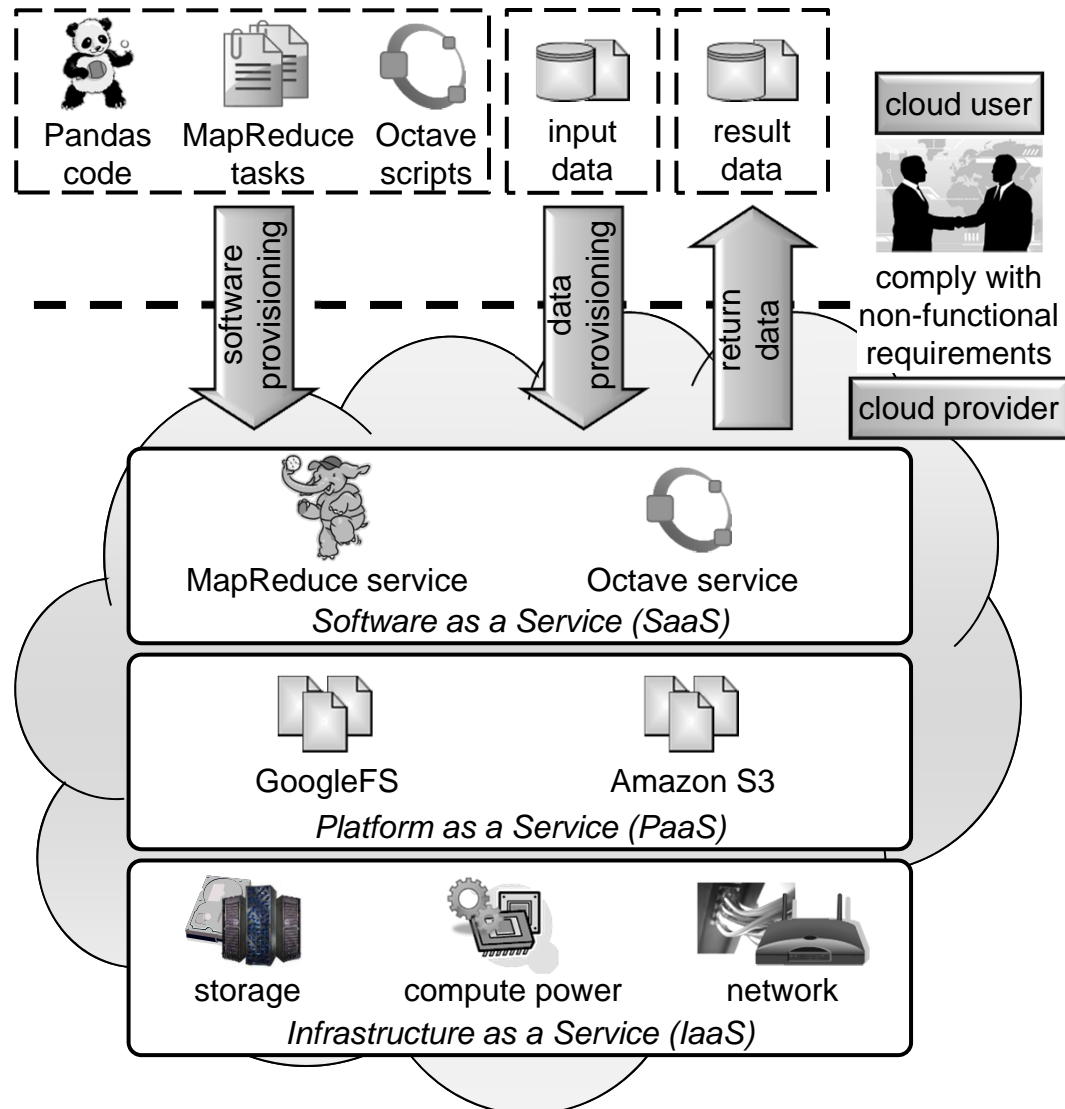 Pandas
code
MapReduce
tasks
Octave
scripts
input
data
result
data
cloud user
comply with
non-functional
requirements
cloud provider
software
provisioning
data
provisioning
return
data
MapReduce service
Octave service
Software as a Service (SaaS)
GoogleFS
Amazon S3
Platform as a Service (PaaS)
storage
compute power
network
Infrastructure as a Service (IaaS)